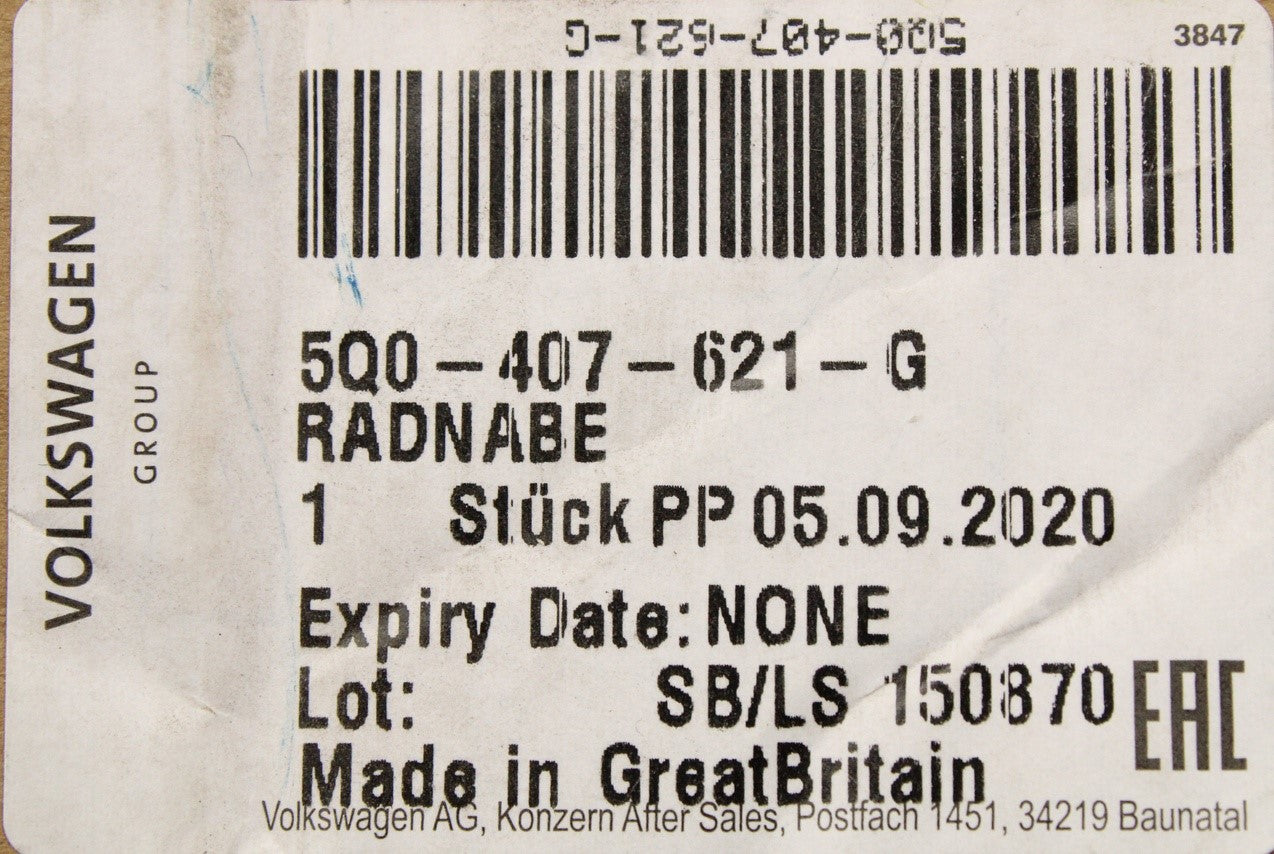 5Q0-407-621-G
3847
VOLKSWAGEN
GROUP
5Q0-407-621-G
RADNABE
1 Stück PP 05.09.2020
Expiry Date: NONE
Lot: SB/LS 150870
EAC
Made in GreatBritain
Volkswagen AG, Konzern After Sales, Postfach 1451, 34219 Baunatal